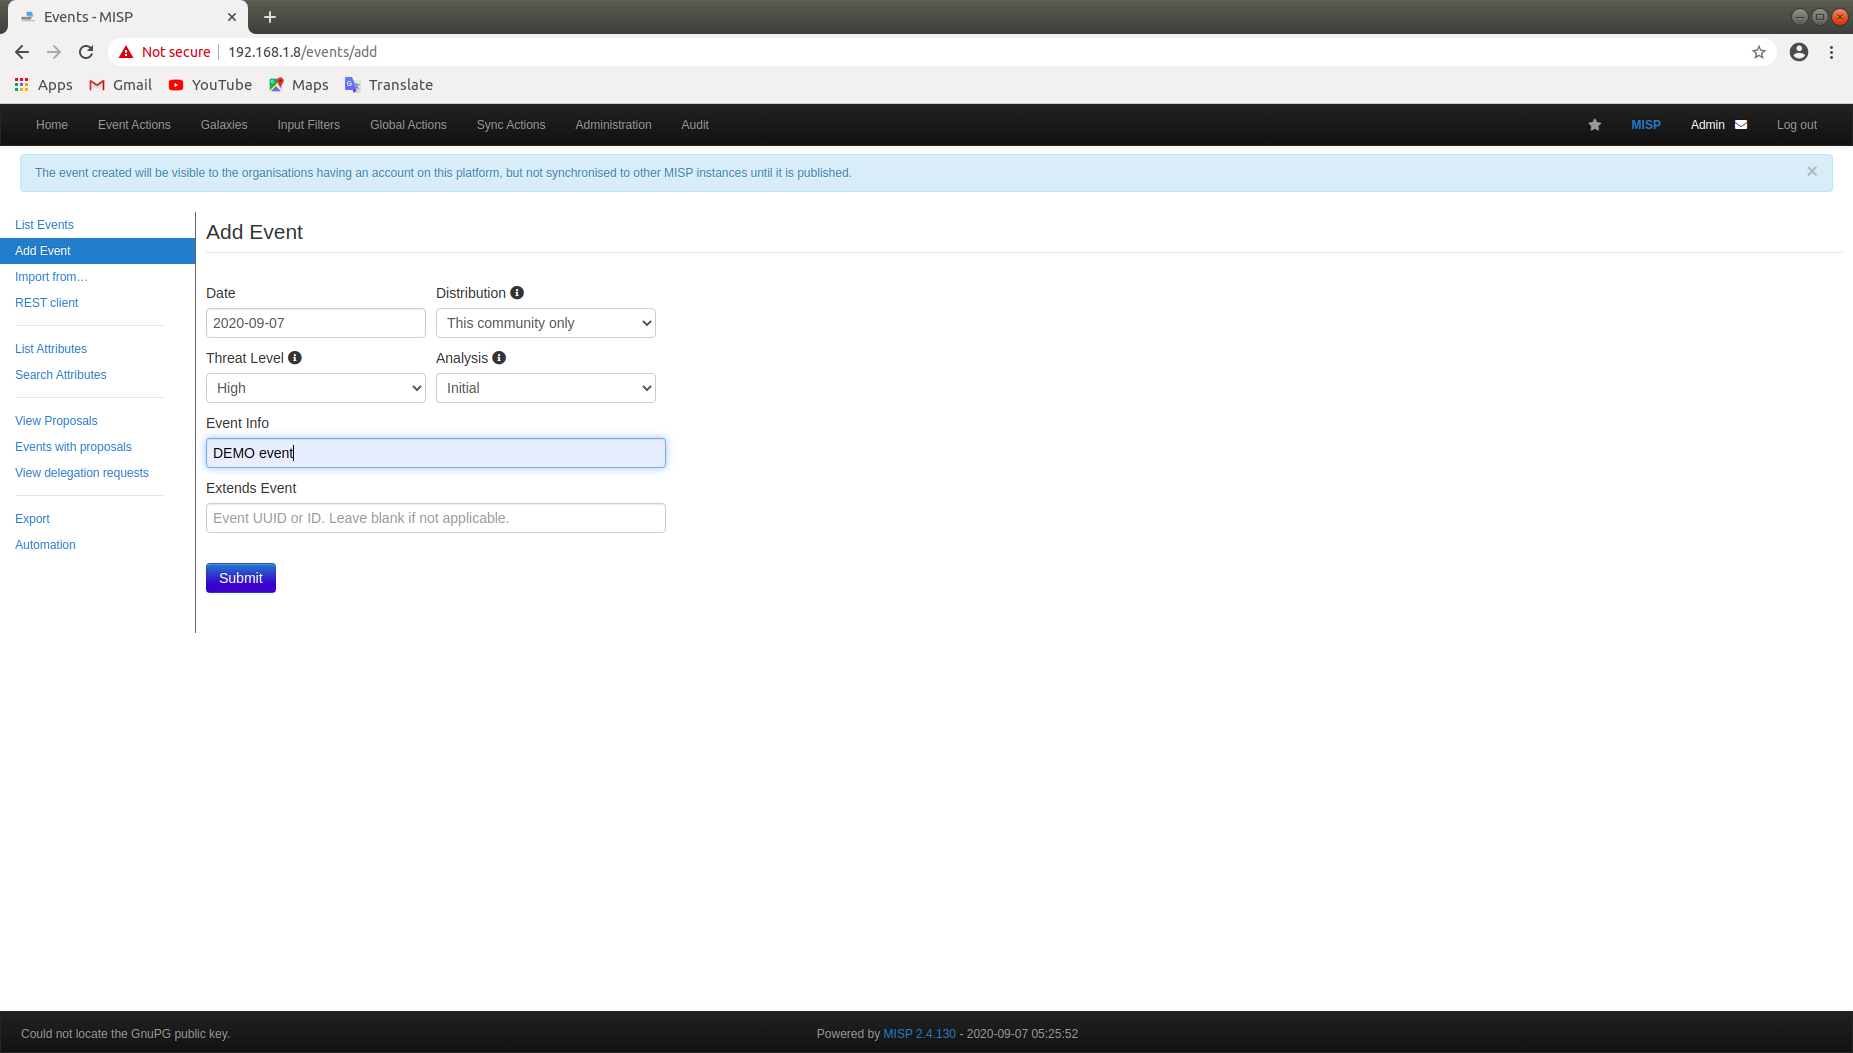 Events - MISP
Not secure 192.168.1.8/events/add
Apps Gmail YouTube Maps Translate
Home Event Actions Galaxies Input Filters Global Actions Sync Actions Administration Audit MISP Admin Log out
The event created will be visible to the organisations having an account on this platform, but not synchronised to other MISP instances until it is published.
List Events
Add Event
Import from…
REST client
List Attributes
Search Attributes
View Proposals
Events with proposals
View delegation requests
Export
Automation
Add Event
Date Distribution
2020-09-07 This community only
Threat Level Analysis
High Initial
Event Info
DEMO event
Extends Event
Event UUID or ID. Leave blank if not applicable.
Submit
Could not locate the GnuPG public key. Powered by MISP 2.4.130 - 2020-09-07 05:25:52